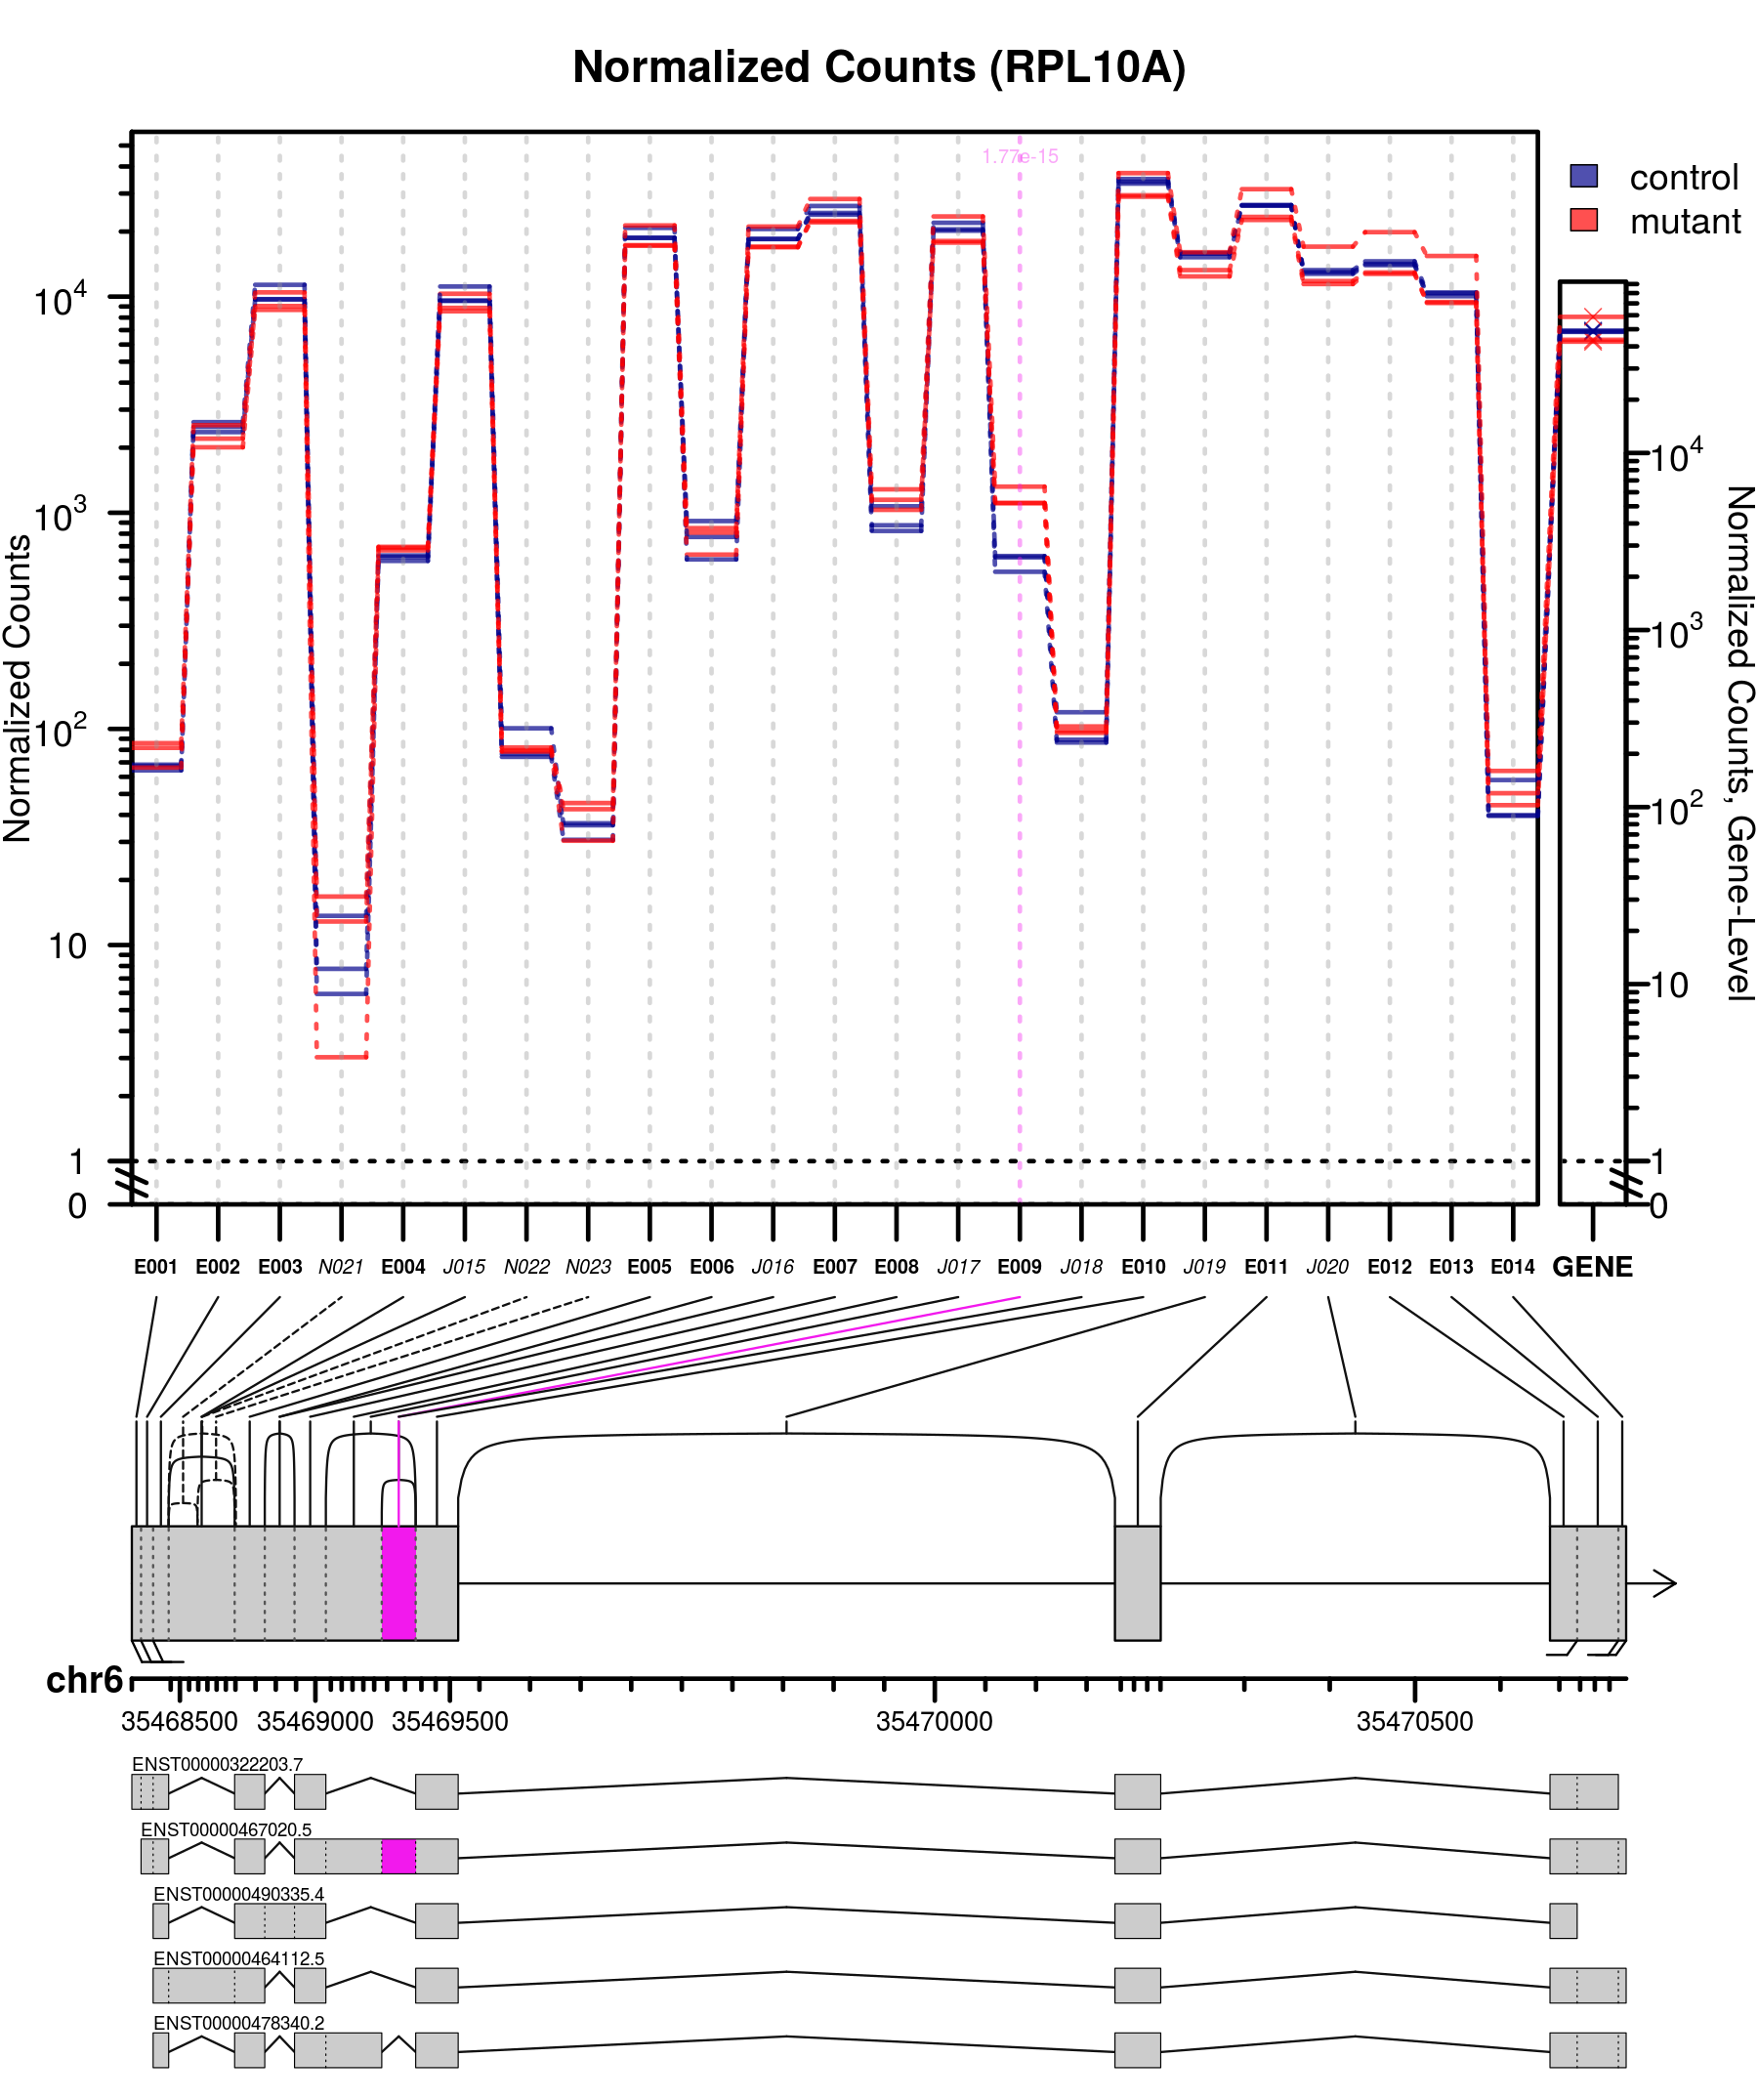 Normalized Counts (RPL10A)
1.77e-15
control
mutant
Normalized Counts
10^4
10^3
10^2
10
1
0
10^4
10^3
10^2
10
1
0
Normalized Counts, Gene-Level
E001 E002 E003 N021 E004 J015 N022 N023 E005 E006 J016 E007 E008 J017 E009 J018 E010 J019 E011 J020 E012 E013 E014 GENE
chr6
35468500 35469000 35469500 35470000 35470500
ENST00000322203.7
ENST00000467020.5
ENST00000490335.4
ENST00000464112.5
ENST00000478340.2